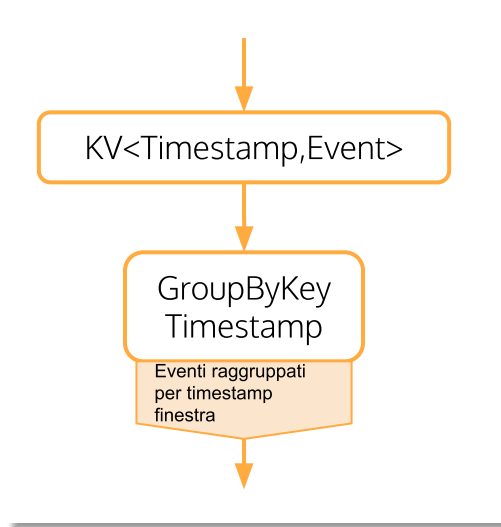 KV<Timestamp,Event>
GroupByKey
Timestamp
Eventi raggruppati
per timestamp
finestra